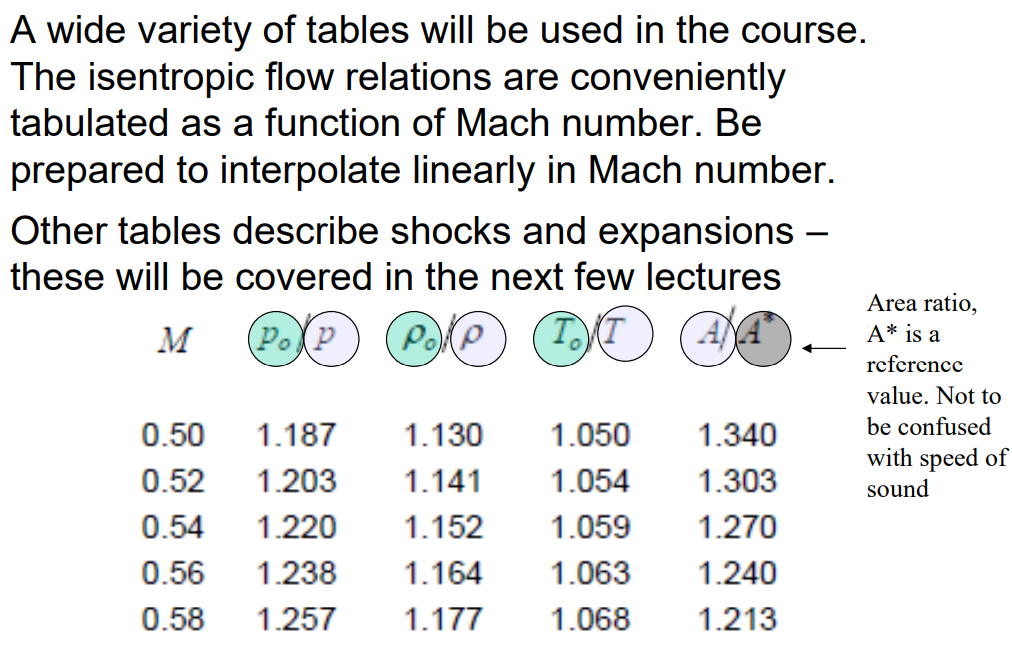 A wide variety of tables will be used in the course.
The isentropic flow relations are conveniently
tabulated as a function of Mach number. Be
prepared to interpolate linearly in Mach number.
Other tables describe shocks and expansions –
these will be covered in the next few lectures
Area ratio,
A* is a
reference
value. Not to
be confused
with speed of
sound
M pₒ/p ρₒ/ρ Tₒ/T A/A*
0.50 1.187 1.130 1.050 1.340
0.52 1.203 1.141 1.054 1.303
0.54 1.220 1.152 1.059 1.270
0.56 1.238 1.164 1.063 1.240
0.58 1.257 1.177 1.068 1.213